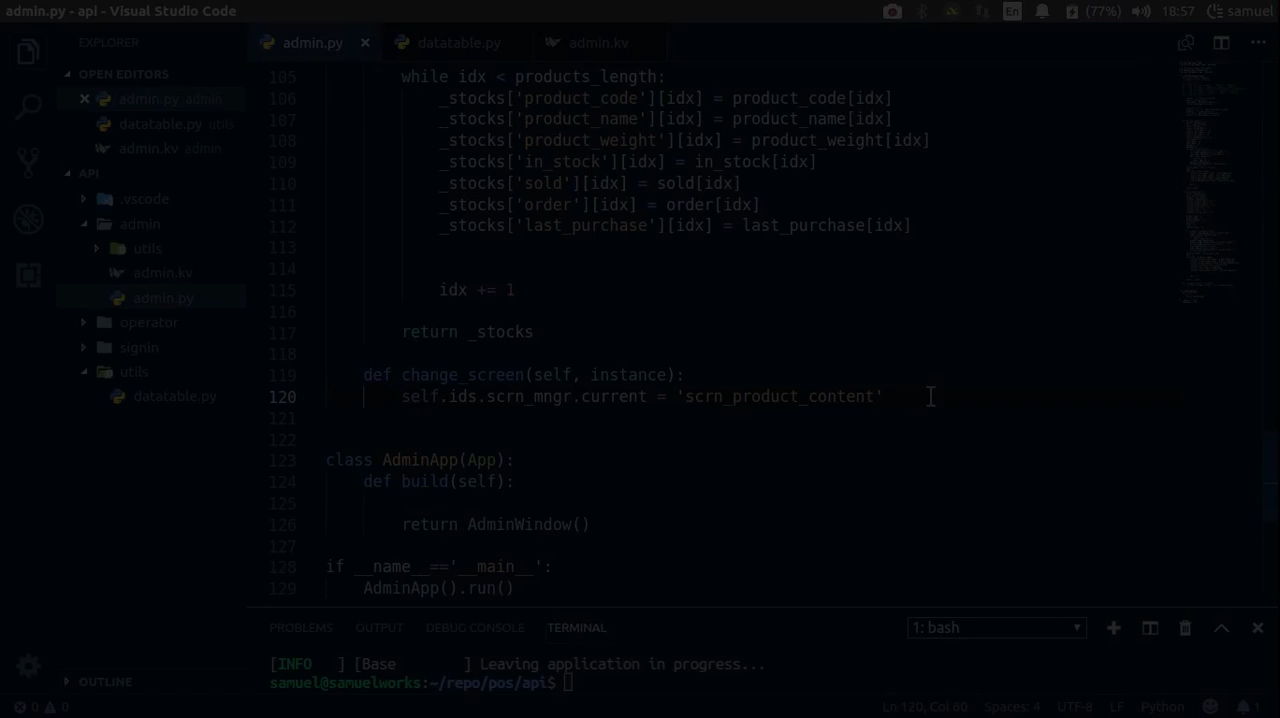 admin.py - api - Visual Studio Code
En
(77%)
18:57
samuel
EXPLORER
OPEN EDITORS
admin.py admin
datatable.py utils
admin.kv admin
API
.vscode
admin
utils
admin.kv
admin.py
operator
signin
utils
datatable.py
OUTLINE
admin.py
datatable.py
admin.kv
105 while idx < products_length:
106 _stocks['product_code'][idx] = product_code[idx]
107 _stocks['product_name'][idx] = product_name[idx]
108 _stocks['product_weight'][idx] = product_weight[idx]
109 _stocks['in_stock'][idx] = in_stock[idx]
110 _stocks['sold'][idx] = sold[idx]
111 _stocks['order'][idx] = order[idx]
112 _stocks['last_purchase'][idx] = last_purchase[idx]
113
114
115 idx += 1
116
117 return _stocks
118
119 def change_screen(self, instance):
120 self.ids.scrn_mngr.current = 'scrn_product_content'
121
122
123 class AdminApp(App):
124 def build(self):
125
126 return AdminWindow()
127
128 if __name__=='__main__':
129 AdminApp().run()
PROBLEMS OUTPUT DEBUG CONSOLE TERMINAL
1: bash
[INFO ] [Base ] Leaving application in progress...
samuel@samuelworks:~/repo/pos/api$
0 0
Ln 120, Col 60 Spaces: 4 UTF-8 LF Python 1